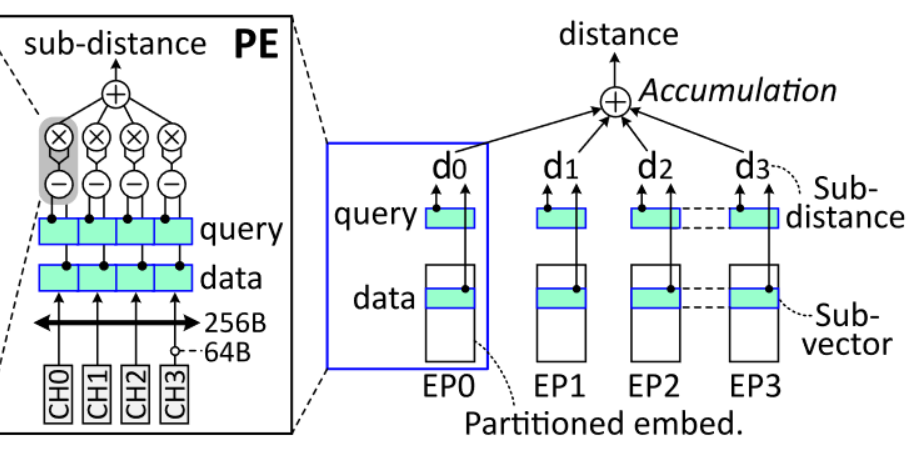 sub-distance PE
query
data
256B
64B
CH0 CH1 CH2 CH3
distance
Accumulation
d0 d1 d2 d3
Sub-
distance
query
data
Sub-
vector
EP0 EP1 EP2 EP3
Partitioned embed.